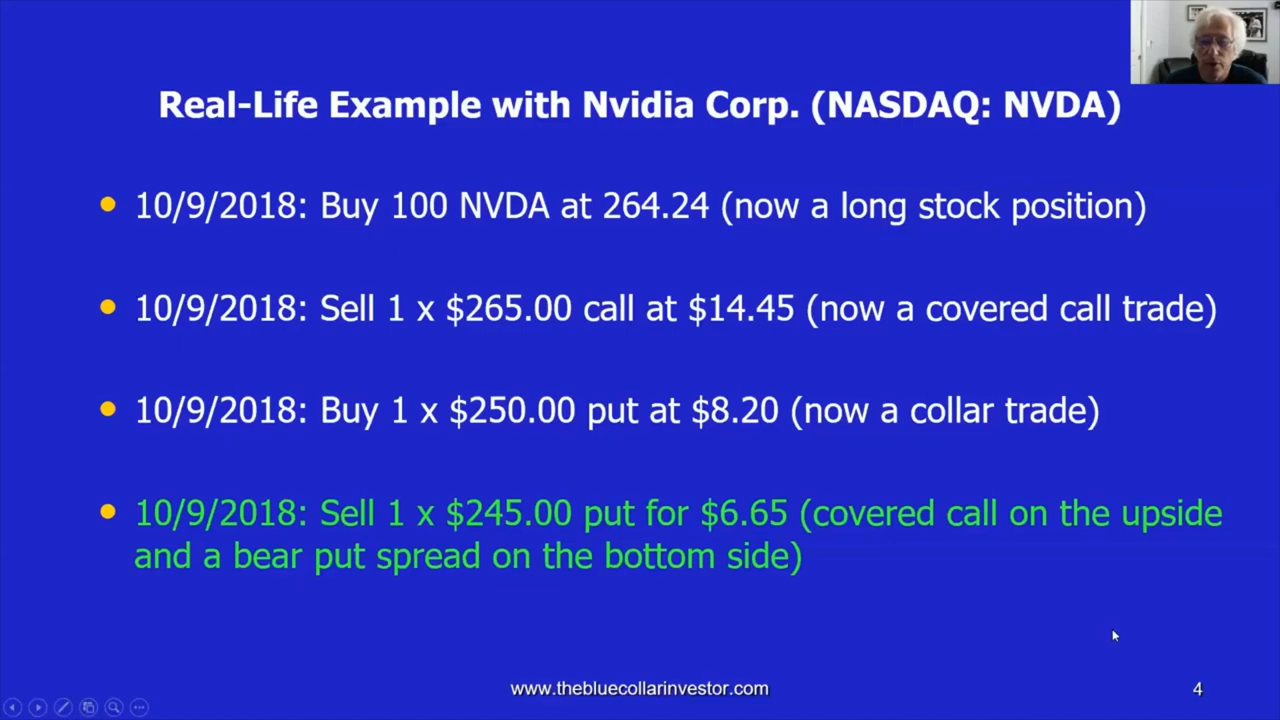 Real-Life Example with Nvidia Corp. (NASDAQ: NVDA)
10/9/2018: Buy 100 NVDA at 264.24 (now a long stock position)
10/9/2018: Sell 1 x $265.00 call at $14.45 (now a covered call trade)
10/9/2018: Buy 1 x $250.00 put at $8.20 (now a collar trade)
10/9/2018: Sell 1 x $245.00 put for $6.65 (covered call on the upside
and a bear put spread on the bottom side)
www.thebluecollarinvestor.com
4